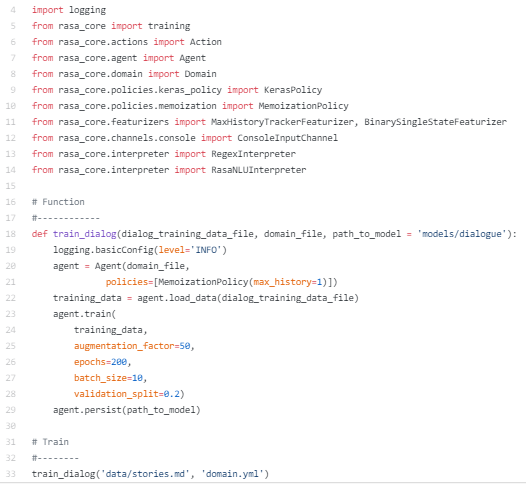 4 import logging
5 from rasa_core import training
6 from rasa_core.actions import Action
7 from rasa_core.agent import Agent
8 from rasa_core.domain import Domain
9 from rasa_core.policies.keras_policy import KerasPolicy
10 from rasa_core.policies.memoization import MemoizationPolicy
11 from rasa_core.featurizers import MaxHistoryTrackerFeaturizer, BinarySingleStateFeaturizer
12 from rasa_core.channels.console import ConsoleInputChannel
13 from rasa_core.interpreter import RegexInterpreter
14 from rasa_core.interpreter import RasaNLUInterpreter
15
16 # Function
17 #------------
18 def train_dialog(dialog_training_data_file, domain_file, path_to_model = 'models/dialogue'):
19     logging.basicConfig(level='INFO')
20     agent = Agent(domain_file,
21               policies=[MemoizationPolicy(max_history=1)])
22     training_data = agent.load_data(dialog_training_data_file)
23     agent.train(
24         training_data,
25         augmentation_factor=50,
26         epochs=200,
27         batch_size=10,
28         validation_split=0.2)
29     agent.persist(path_to_model)
30
31 # Train
32 #--------
33 train_dialog('data/stories.md', 'domain.yml')